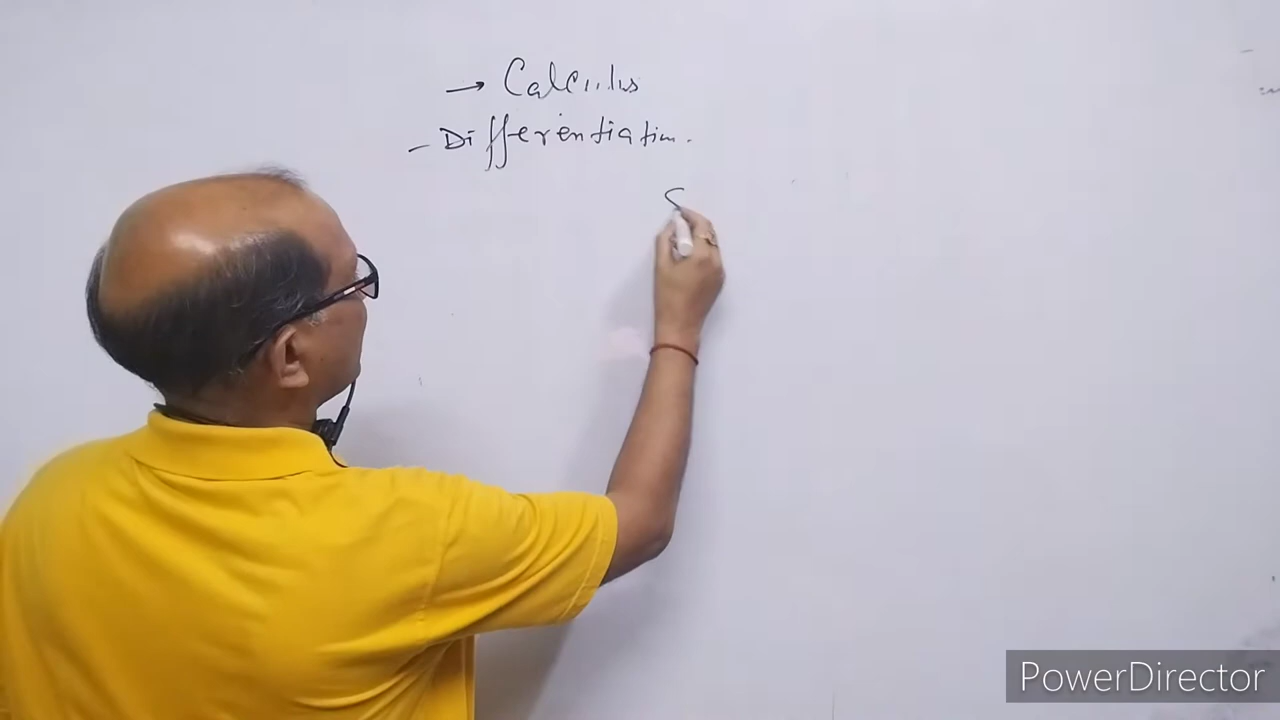 → Calculus
- Differentiation.
PowerDirector